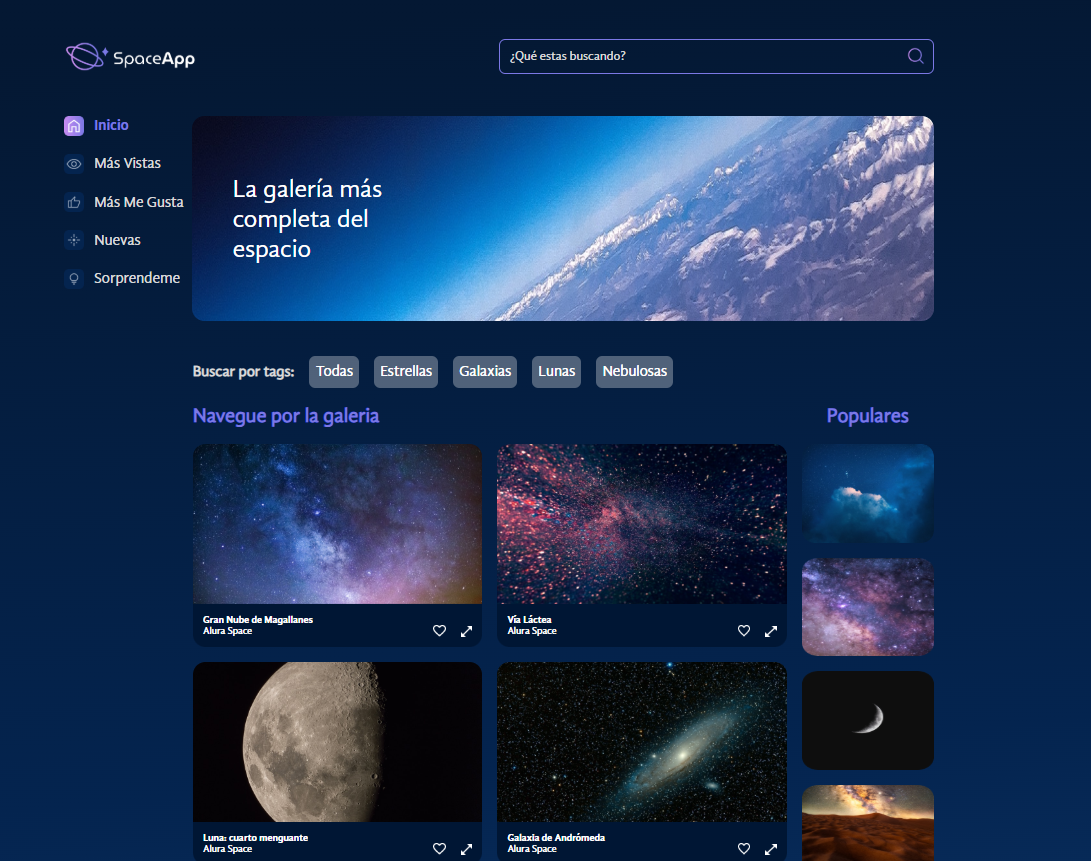 SpaceApp
¿Qué estas buscando?
Inicio
Más Vistas
Más Me Gusta
Nuevas
Sorprendeme
La galería más
completa del
espacio
Buscar por tags:
Todas
Estrellas
Galaxias
Lunas
Nebulosas
Navegue por la galeria
Populares
Gran Nube de Magallanes
Alura Space
Vía Láctea
Alura Space
Luna: cuarto menguante
Alura Space
Galaxia de Andrómeda
Alura Space